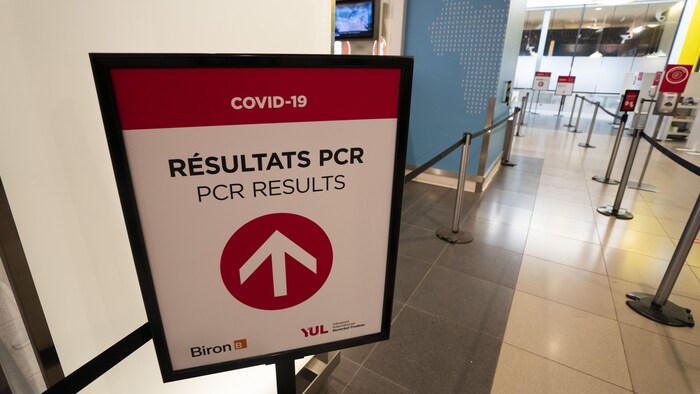 COVID-19
RÉSULTATS PCR
PCR RESULTS
Biron B
YUL